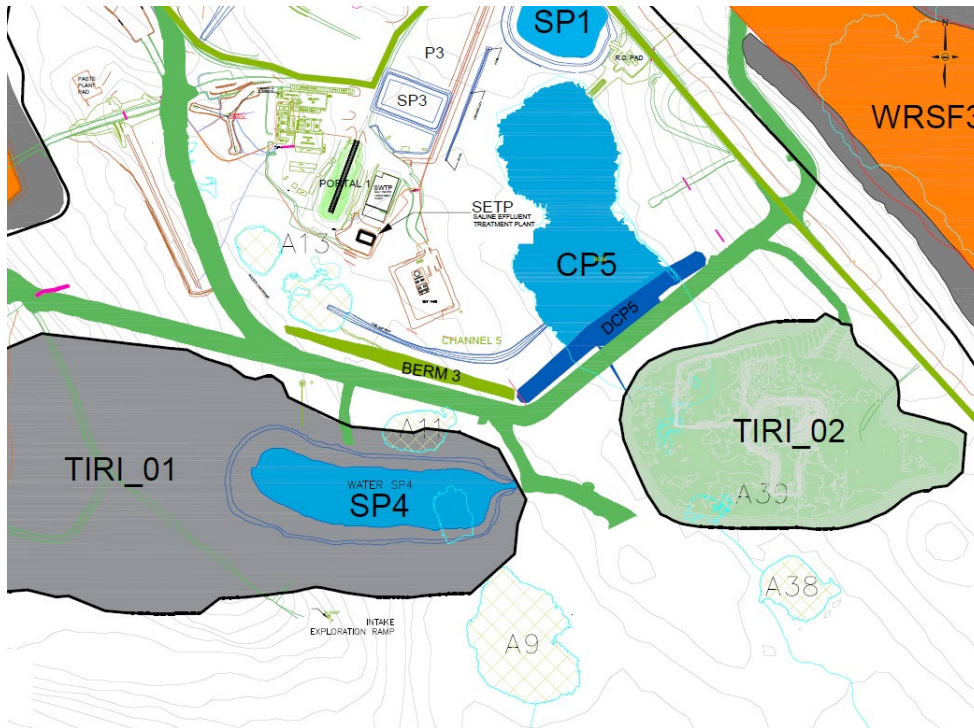 SP1
N
P3
R.O. PAD
PASTE
PLANT
PAD
SP3
WRSF3
PORTAL 1
SWTP
SETP
SALINE EFFLUENT
TREATMENT PLANT
A13
CP5
DCP5
CHANNEL 5
BERM 3
A11
TIRI_02
TIRI_01
WATER SP4
SP4
A39
A38
INTAKE
EXPLORATION RAMP
A9